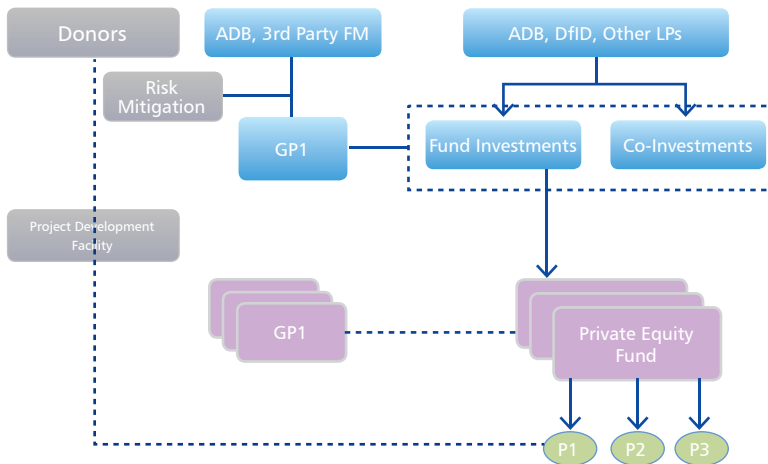 Donors
ADB, 3rd Party FM
ADB, DfID, Other LPs
Risk
Mitigation
GP1
Fund Investments
Co-Investments
Project Development
Facility
GP1
Private Equity
Fund
P1
P2
P3